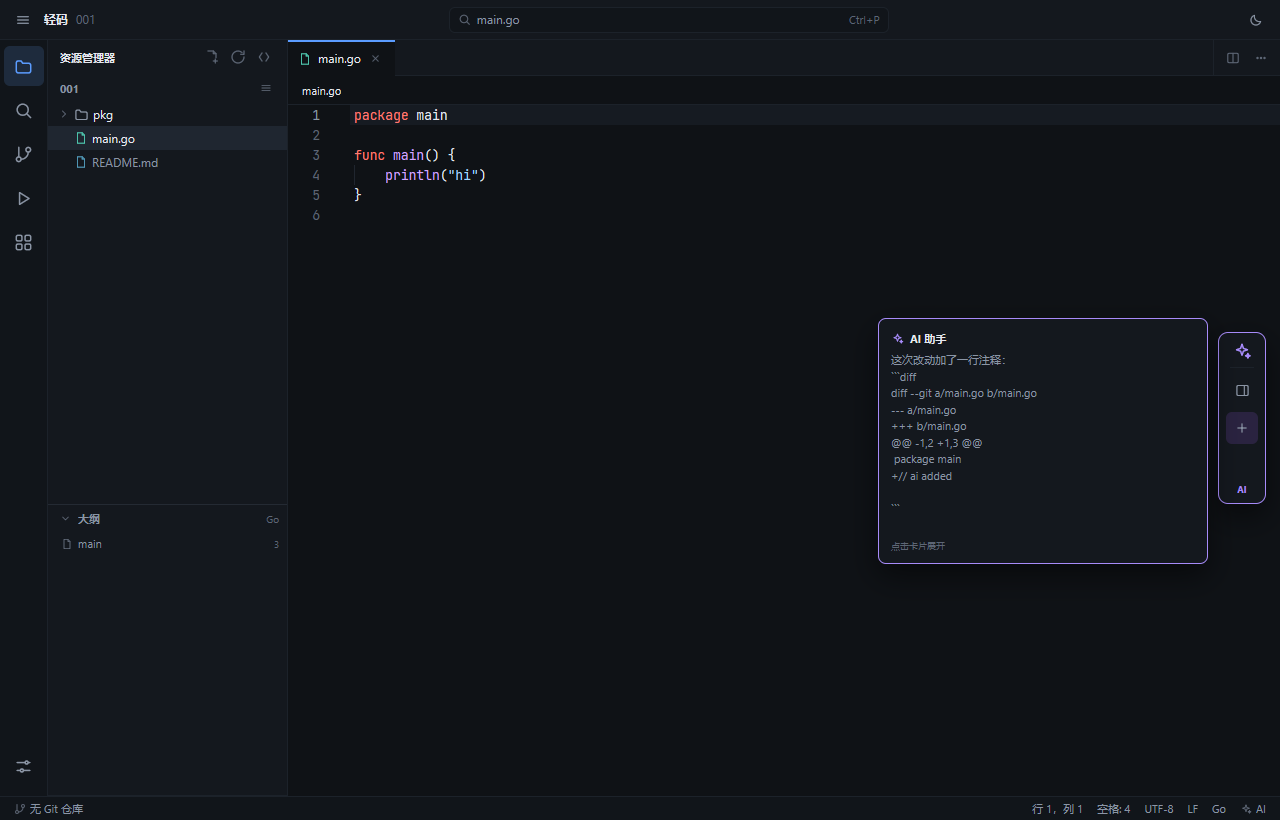 轻码 001
main.go Ctrl+P
资源管理器
001
pkg
main.go
README.md
大纲 Go
main 3
main.go
main.go
1 package main
2
3 func main() {
4     println("hi")
5 }
6
AI 助手
这次改动加了一行注释：
```diff
diff --git a/main.go b/main.go
--- a/main.go
+++ b/main.go
@@ -1,2 +1,3 @@
 package main
+// ai added
```
点击卡片展开
AI
无 Git 仓库
行 1，列 1 空格: 4 UTF-8 LF Go AI